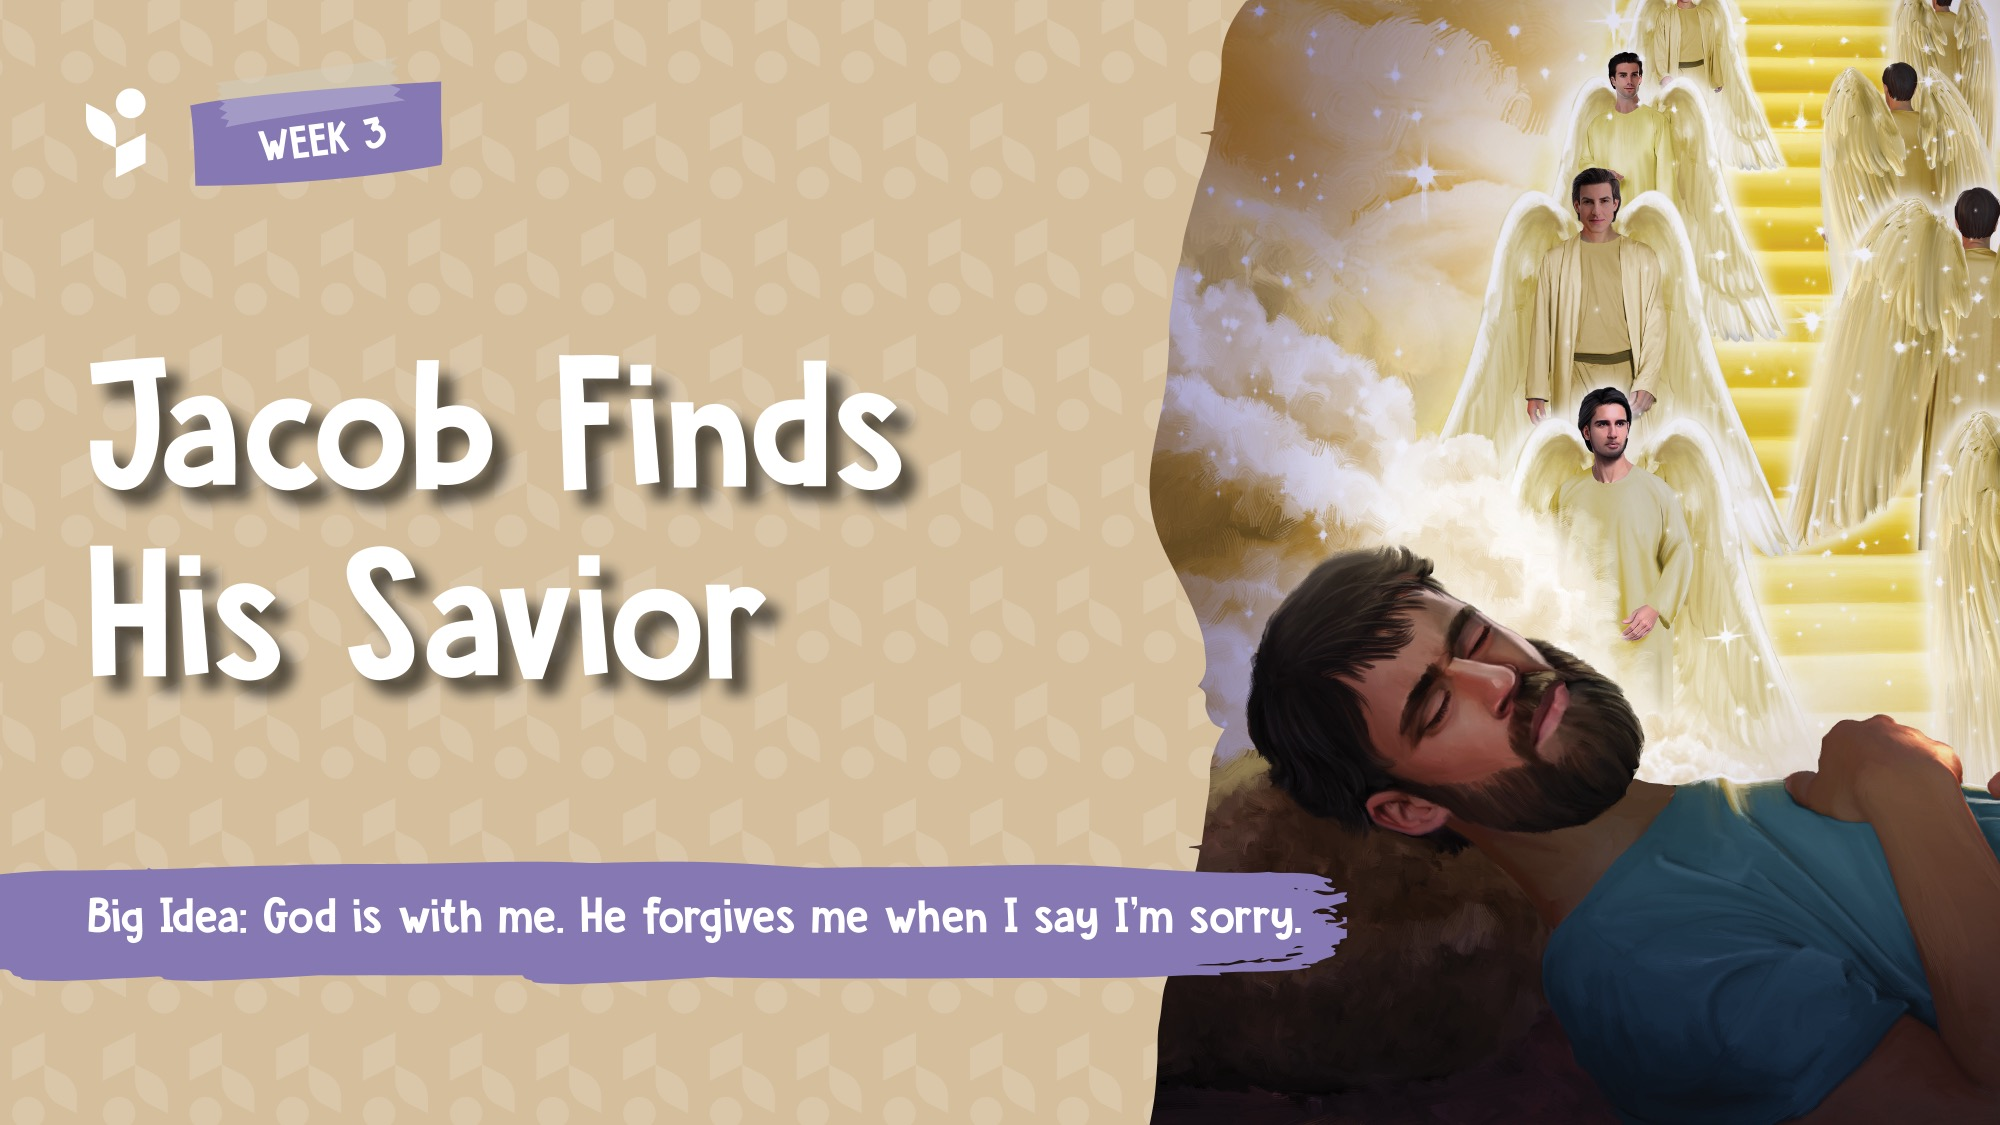 WEEK 3
Jacob Finds
His Savior
Big Idea: God is with me. He forgives me when I say I'm sorry.